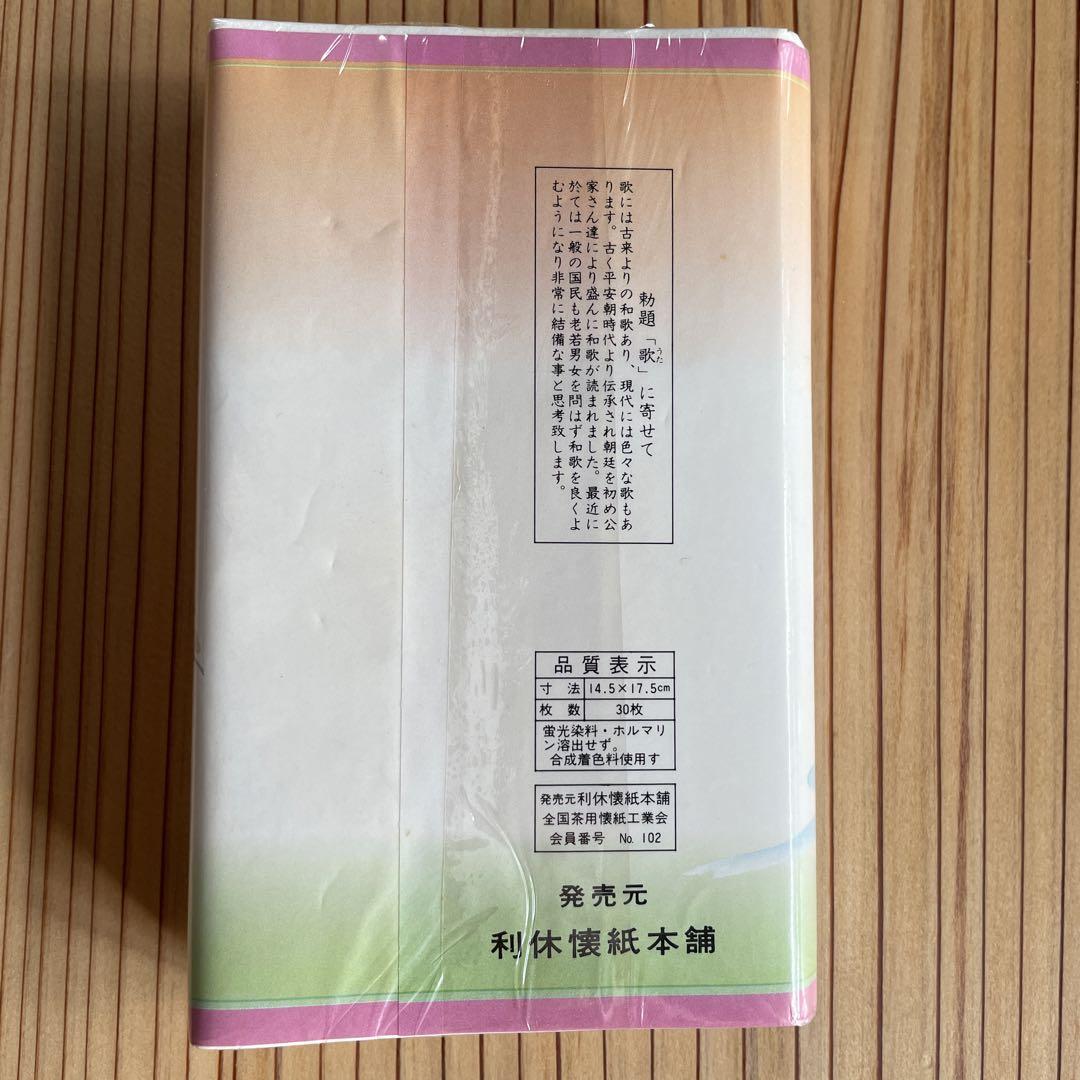 勅題「歌」に寄せて
うた
歌には古来よりの和歌あり、現代には色々な歌もあ
ります。古く平安朝時代より伝承され朝廷を初め公
家さん達により盛んに和歌が読まれました。最近に
於ては一般の国民も老若男女を問はず和歌を良くよ
むようになり非常に結備な事と思考致します。
品質表示
寸法 14.5×17.5cm
枚数 30枚
蛍光染料・ホルマリ
ン溶出せず。
合成着色料使用す
発売元利休懐紙本舗
全国茶用懐紙工業会
会員番号 No. 102
発売元
利休懐紙本舗